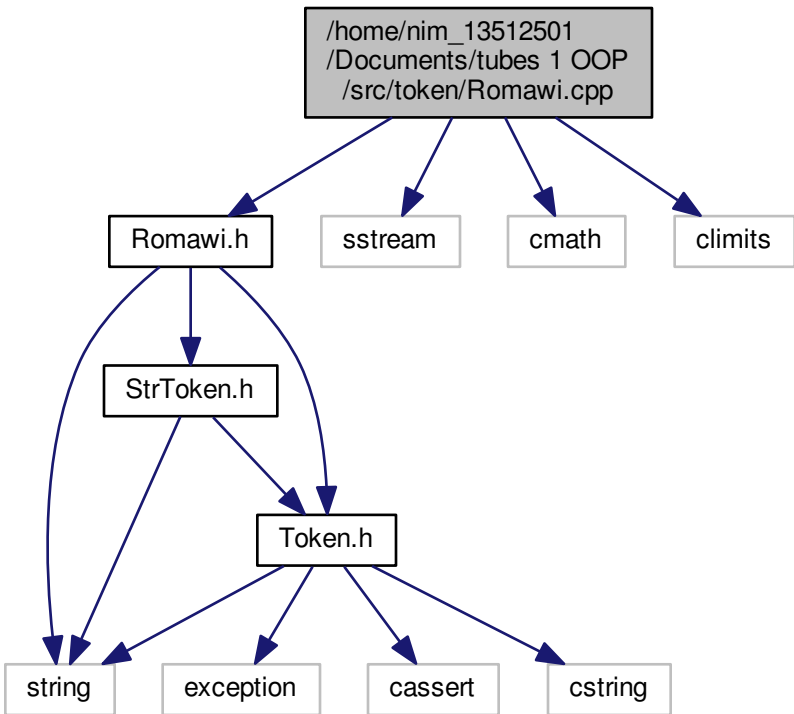 /home/nim_13512501
/Documents/tubes 1 OOP
/src/token/Romawi.cpp
Romawi.h
sstream
cmath
climits
StrToken.h
Token.h
string
exception
cassert
cstring